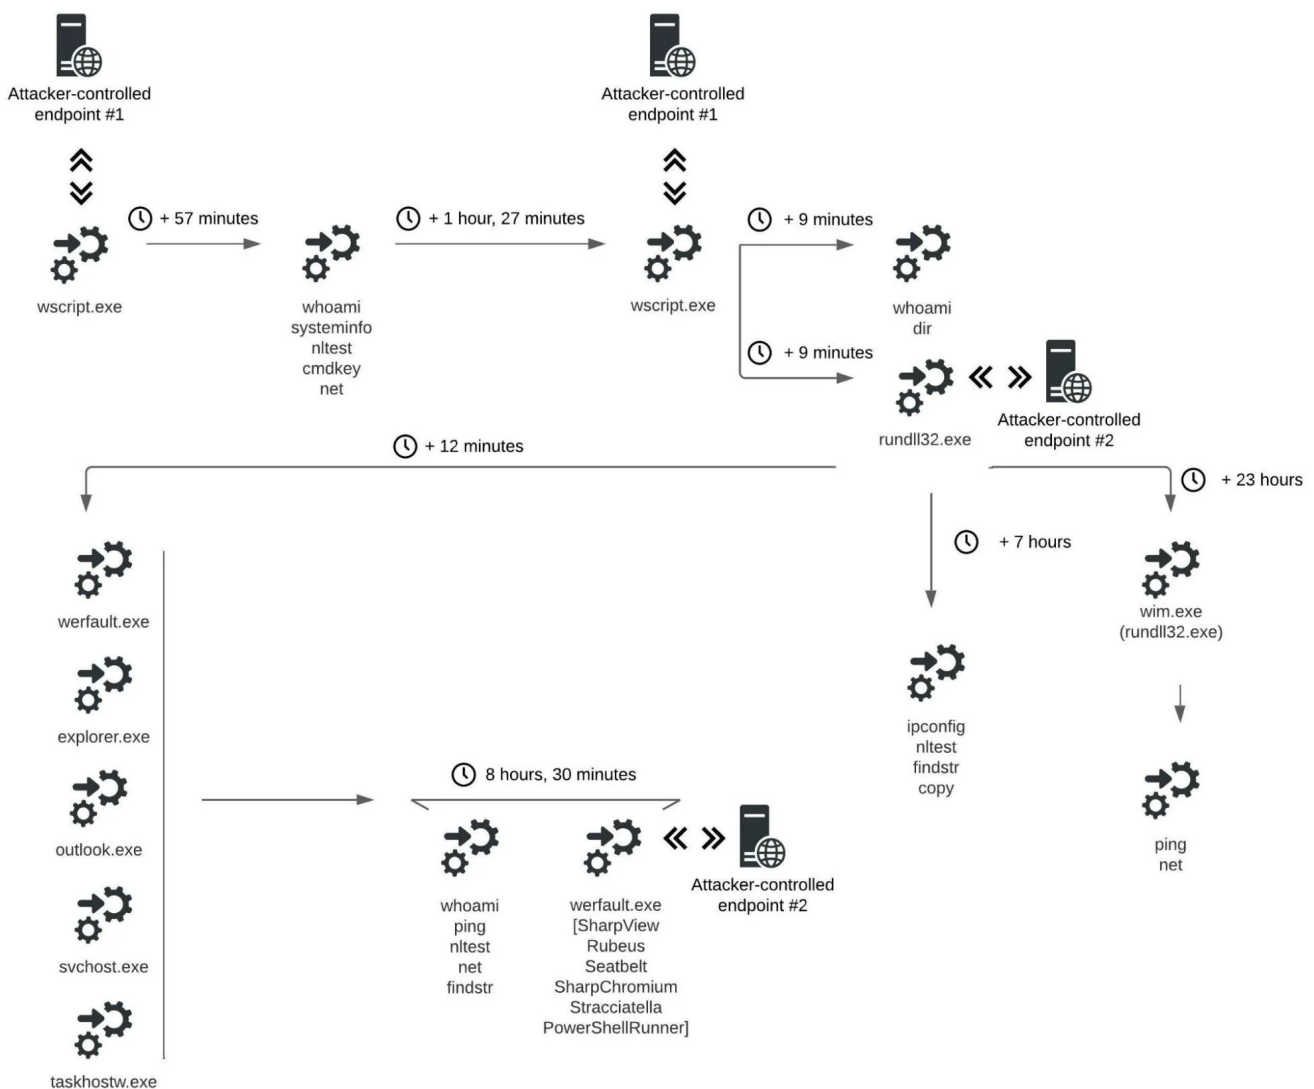 Attacker-controlled
endpoint #1
Attacker-controlled
endpoint #1
+ 57 minutes
+ 1 hour, 27 minutes
+ 9 minutes
wscript.exe
whoami
systeminfo
nltest
cmdkey
net
wscript.exe
whoami
dir
+ 9 minutes
rundll32.exe
Attacker-controlled
endpoint #2
+ 12 minutes
+ 23 hours
+ 7 hours
werfault.exe
explorer.exe
outlook.exe
svchost.exe
taskhostw.exe
8 hours, 30 minutes
whoami
ping
nltest
net
findstr
werfault.exe
[SharpView
Rubeus
Seatbelt
SharpChromium
Stracciatella
PowerShellRunner]
Attacker-controlled
endpoint #2
ipconfig
nltest
findstr
copy
wim.exe
(rundll32.exe)
ping
net